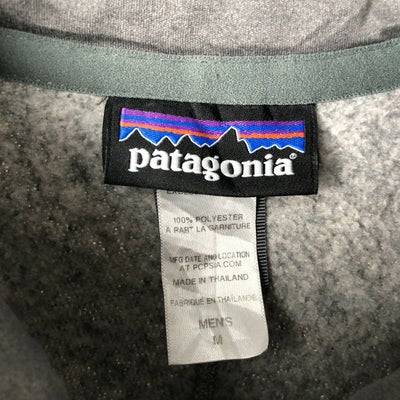 patagonia®
100% POLYESTER
À PART LA GARNITURE
MFG DATE AND LOCATION
AT PCPSIA.COM
MADE IN THAILAND
FABRIQUÉ EN THAÏLANDE
MEN'S
M